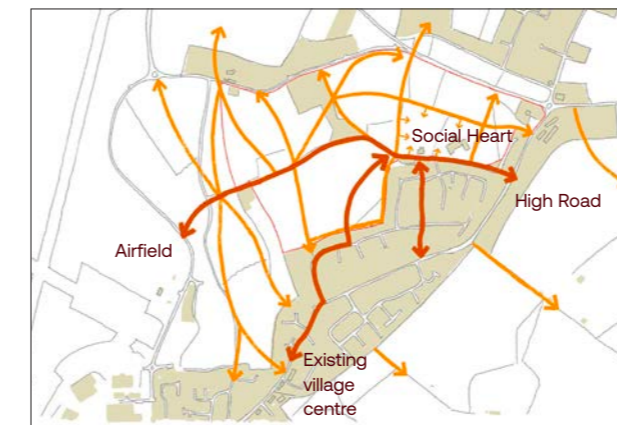 Social Heart
High Road
Airfield
Existing
village
centre